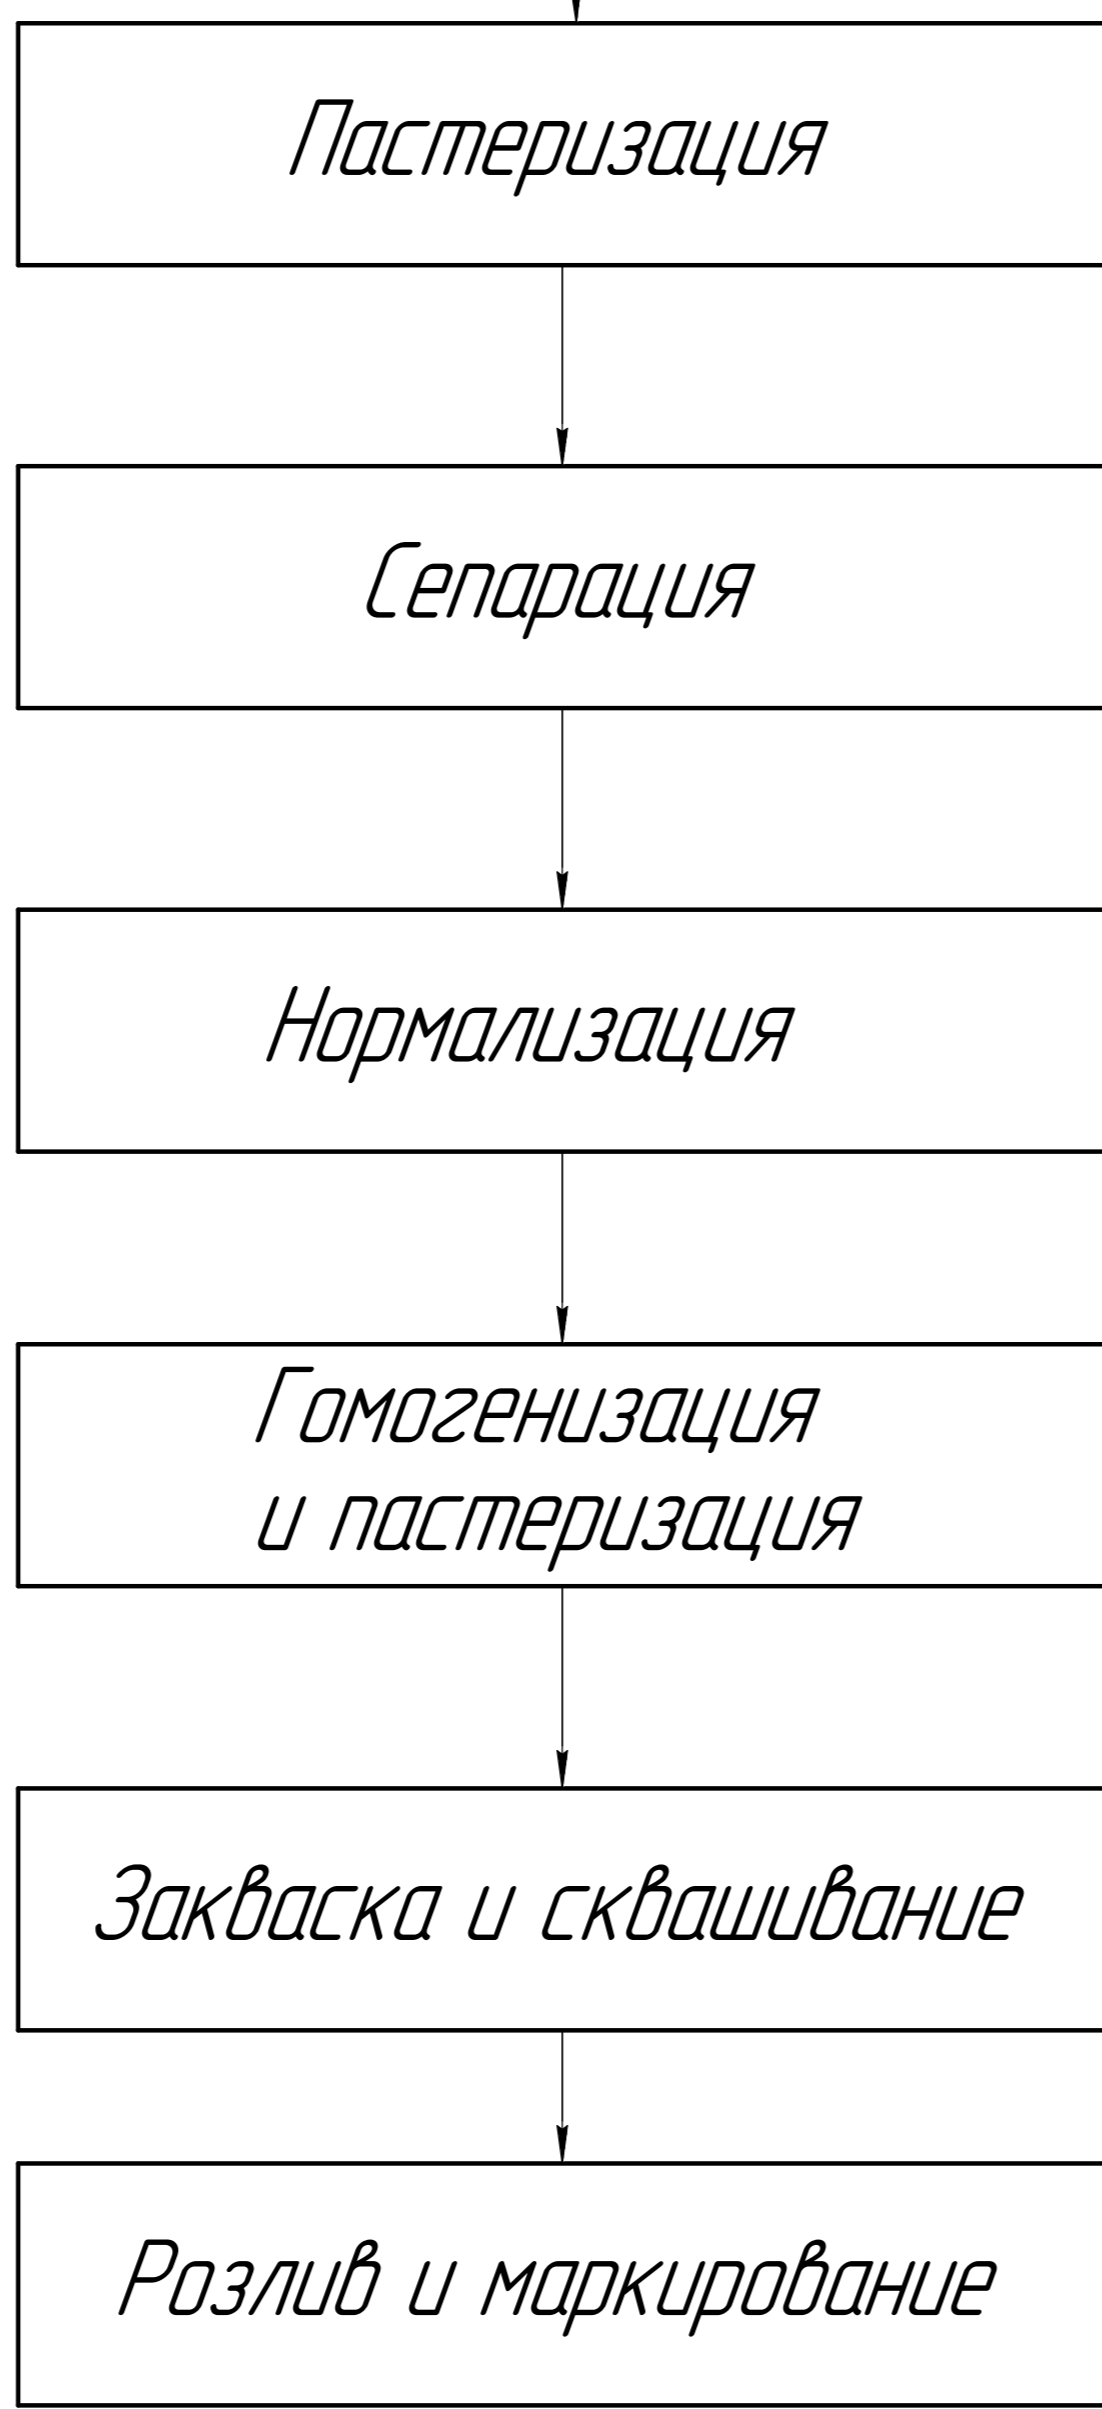 Пастеризация
Сепарация
Нормализация
Гомогенизация
и пастеризация
Закваска и сквашивание
Розлив и маркирование